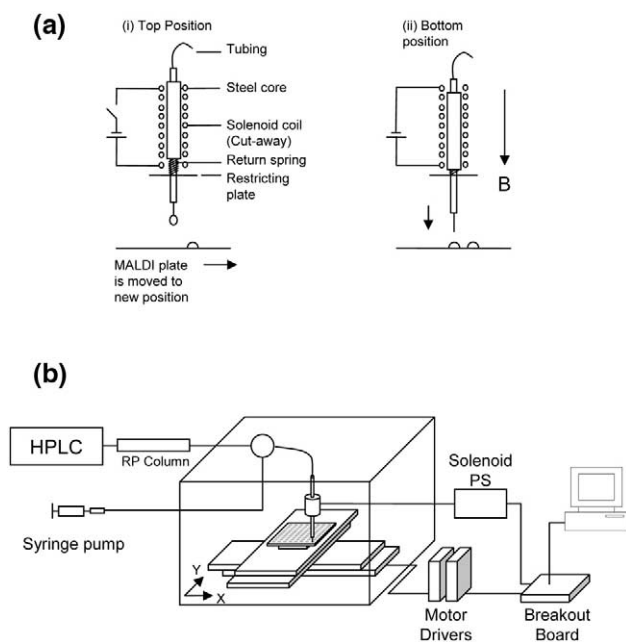 (a)
(i) Top Position
Tubing
Steel core
Solenoid coil
(Cut-away)
Return spring
Restricting
plate
MALDI plate
is moved to
new position
(ii) Bottom
position
B
(b)
HPLC
RP Column
Syringe pump
Y
X
Solenoid
PS
Motor
Drivers
Breakout
Board